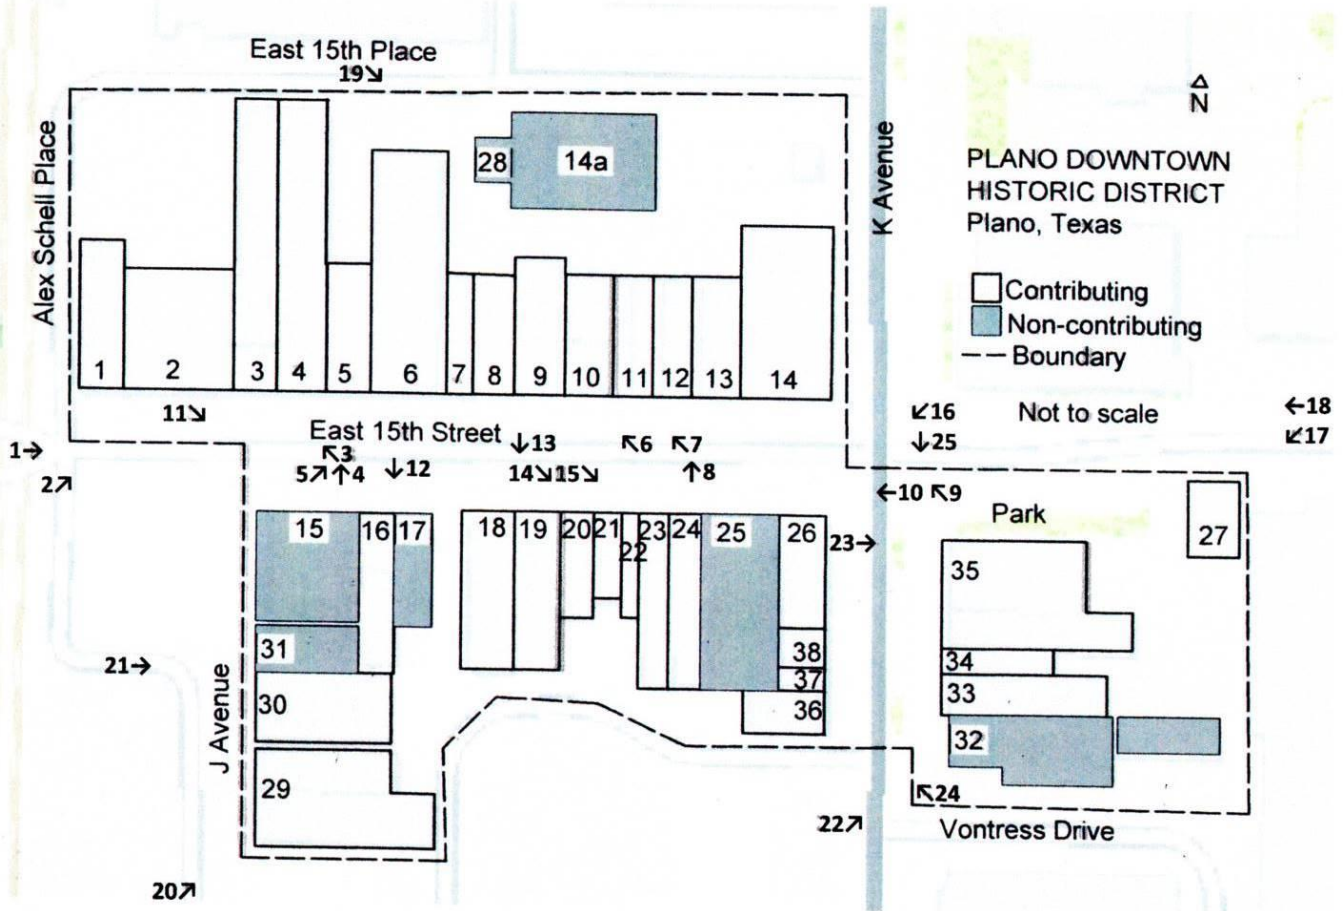 East 15th Place
19↘
N
Alex Schell Place
K Avenue
28
14a
PLANO DOWNTOWN
HISTORIC DISTRICT
Plano, Texas
Contributing
Non-contributing
Boundary
Not to scale
1 2 3 4 5 6 7 8 9 10 11 12 13 14
11↘
East 15th Street
↓13
↖6
↖7
↙16
←18
↓25
↙17
1→
2↗
↖3
5↗
↑4
↓12
14↘
15↘
↑8
←10
↖9
Park
15 16 17 18 19 20 21 22 23 24 25 26
23→
27
35
31
38
34
21→
37
33
30
36
J Avenue
32
29
↖24
22↗
Vontress Drive
20↗